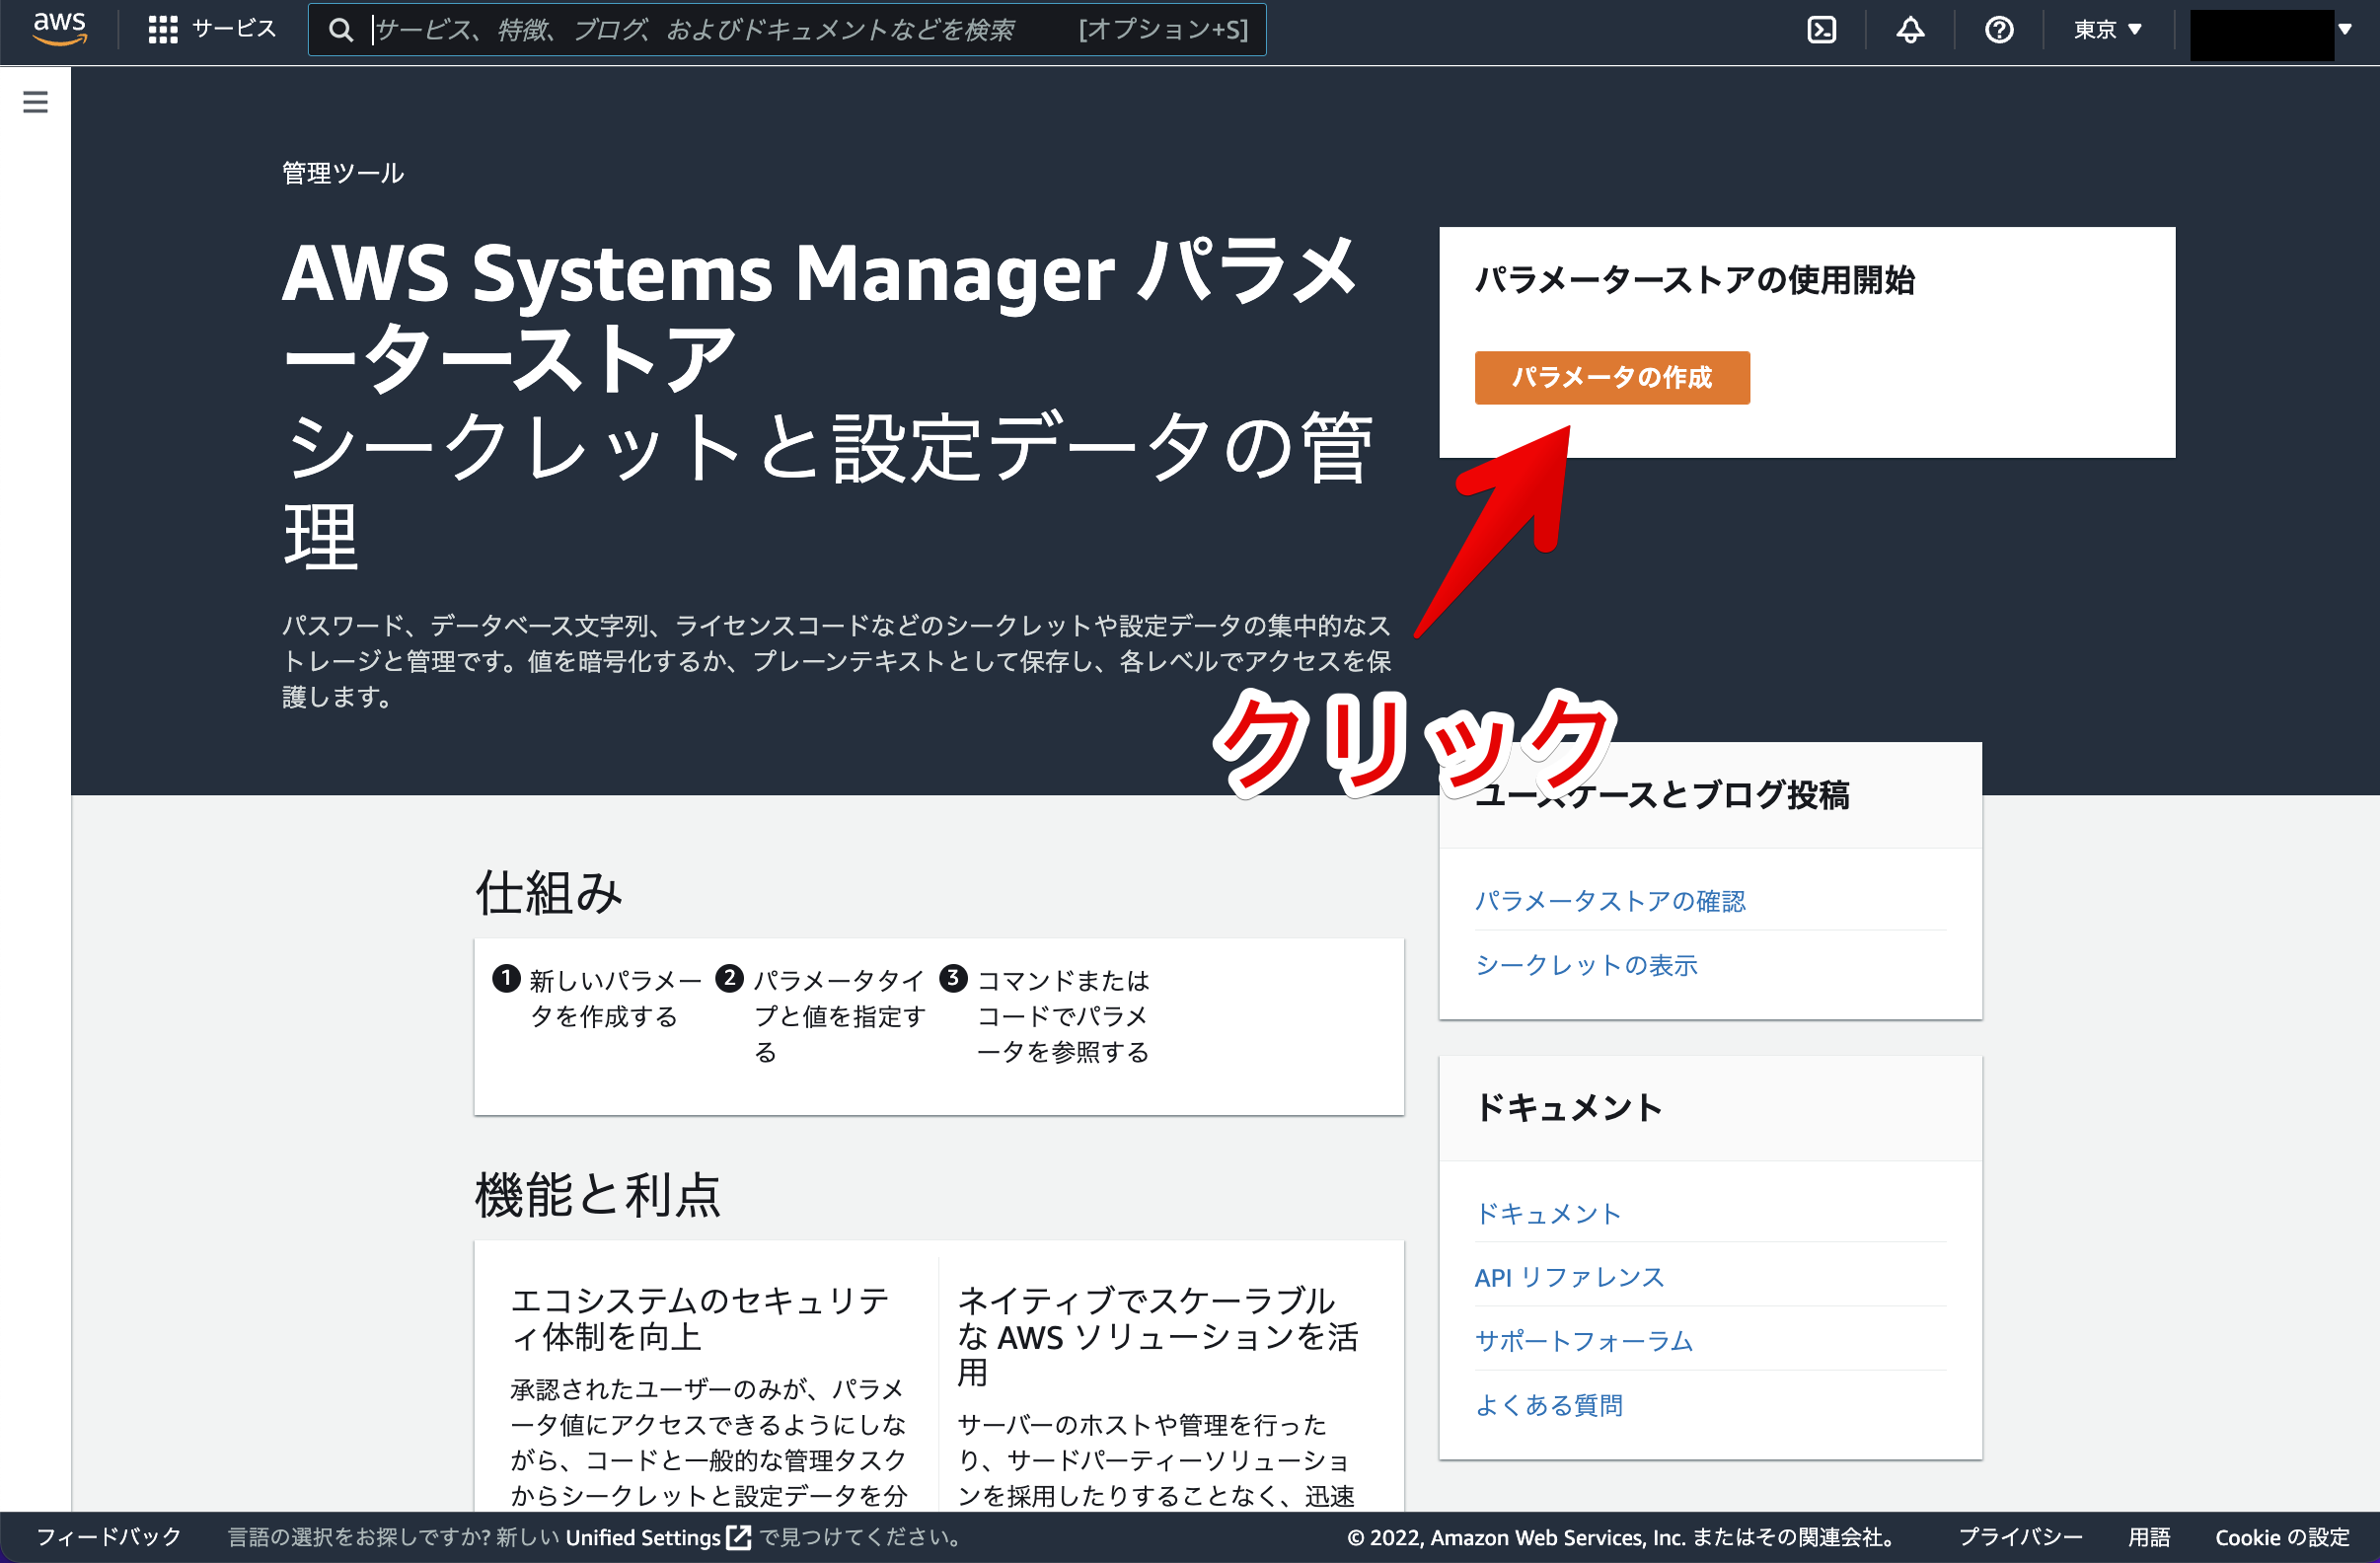 aws
サービス
サービス、特徴、ブログ、およびドキュメントなどを検索
[オプション+S]
東京
管理ツール
AWS Systems Manager パラメ
ーターストア
シークレットと設定データの管
理
パスワード、データベース文字列、ライセンスコードなどのシークレットや設定データの集中的なス
トレージと管理です。値を暗号化するか、プレーンテキストとして保存し、各レベルでアクセスを保
護します。
パラメーターストアの使用開始
パラメータの作成
クリック
ユースケースとブログ投稿
パラメータストアの確認
シークレットの表示
仕組み
1 新しいパラメー
タを作成する
2 パラメータタイ
プと値を指定す
る
3 コマンドまたは
コードでパラメ
ータを参照する
ドキュメント
ドキュメント
API リファレンス
サポートフォーラム
よくある質問
機能と利点
エコシステムのセキュリテ
ィ体制を向上
承認されたユーザーのみが、パラメ
ータ値にアクセスできるようにしな
がら、コードと一般的な管理タスク
からシークレットと設定データを分
ネイティブでスケーラブル
な AWS ソリューションを活
用
サーバーのホストや管理を行った
り、サードパーティーソリューショ
ンを採用したりすることなく、迅速
フィードバック
言語の選択をお探しですか? 新しい Unified Settings で見つけてください。
© 2022, Amazon Web Services, Inc. またはその関連会社。
プライバシー
用語
Cookie の設定